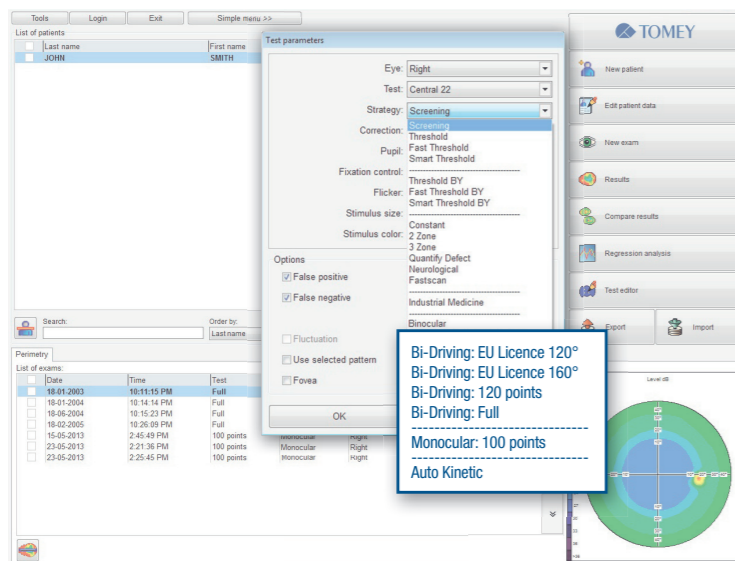 Tools Login Exit Simple menu >>
List of patients
Last name First name
JOHN SMITH
Test parameters
Eye: Right
Test: Central 22
Strategy: Screening
Correction:
Pupil:
Fixation control:
Flicker:
Stimulus size:
Stimulus color:
Screening
Threshold
Fast Threshold
Smart Threshold
Threshold BY
Fast Threshold BY
Smart Threshold BY
Constant
2 Zone
3 Zone
Quantify Defect
Neurological
Fastscan
Industrial Medicine
Binocular
Options
False positive
False negative
Fluctuation
Use selected pattern
Fovea
OK
Bi-Driving: EU Licence 120°
Bi-Driving: EU Licence 160°
Bi-Driving: 120 points
Bi-Driving: Full
Monocular: 100 points
Auto Kinetic
TOMEY
New patient
Edit patient data
New exam
Results
Compare results
Regression analysis
Test editor
Export Import
Search: Order by:
Last name
Perimetry
List of exams:
Date Time Test
18-01-2003 10:11:15 PM Full
18-01-2004 10:14:14 PM Full
18-06-2004 10:15:23 PM Full
18-02-2005 10:26:09 PM Full
15-05-2013 2:45:49 PM 100 points Monocular Right
23-05-2013 2:21:36 PM 100 points Monocular Right
23-05-2013 2:25:45 PM 100 points Monocular Right
Level dB